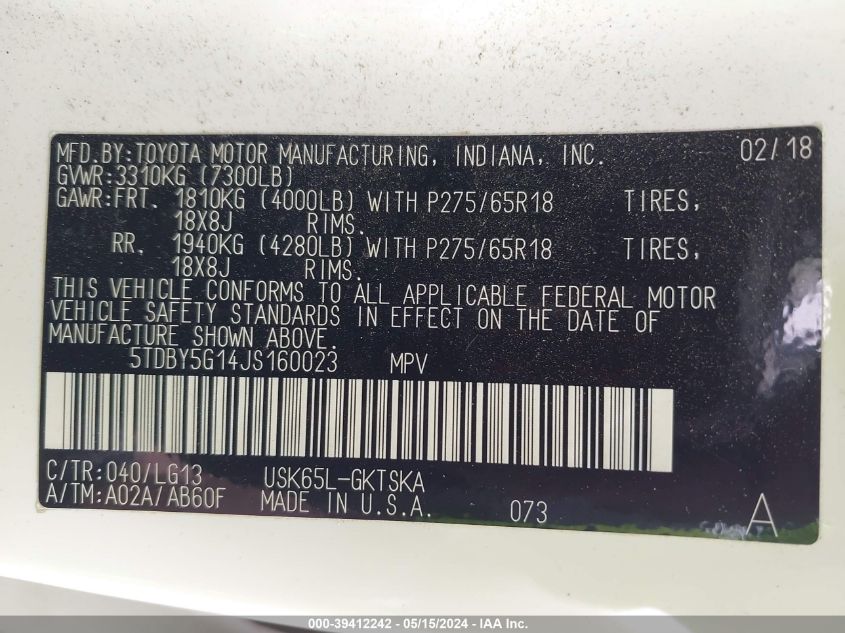 MFD.BY:TOYOTA MOTOR MANUFACTURING, INDIANA, INC. 02/18
GVWR:3310KG (7300LB)
GAWR:FRT. 1810KG (4000LB) WITH P275/65R18 TIRES,
18X8J RIMS.
RR. 1940KG (4280LB) WITH P275/65R18 TIRES,
18X8J RIMS.
THIS VEHICLE CONFORMS TO ALL APPLICABLE FEDERAL MOTOR
VEHICLE SAFETY STANDARDS IN EFFECT ON THE DATE OF
MANUFACTURE SHOWN ABOVE.
5TDBY5G14JS160023 MPV
C/TR:040/LG13 USK65L-GKTSKA
A/TM:A02A/AB60F MADE IN U.S.A. 073 A
000-39412242 - 05/15/2024 - IAA Inc.